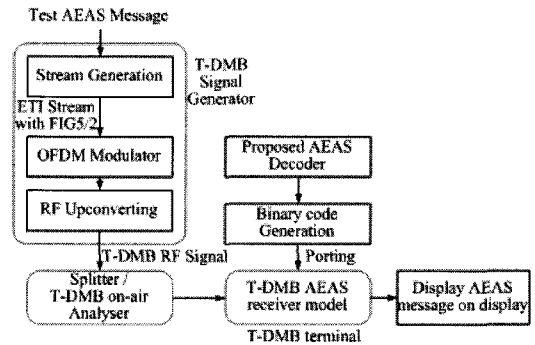 Test AEAS Message
Stream Generation
T-DMB
Signal
Generator
ETI Stream
with FIG5/2
OFDM Modulator
RF Upconverting
Proposed AEAS
Decoder
Binary code
Generation
T-DMB RF Signal
Porting
Splitter /
T-DMB on-air
Analyser
T-DMB AEAS
receiver model
Display AEAS
message on display
T-DMB terminal